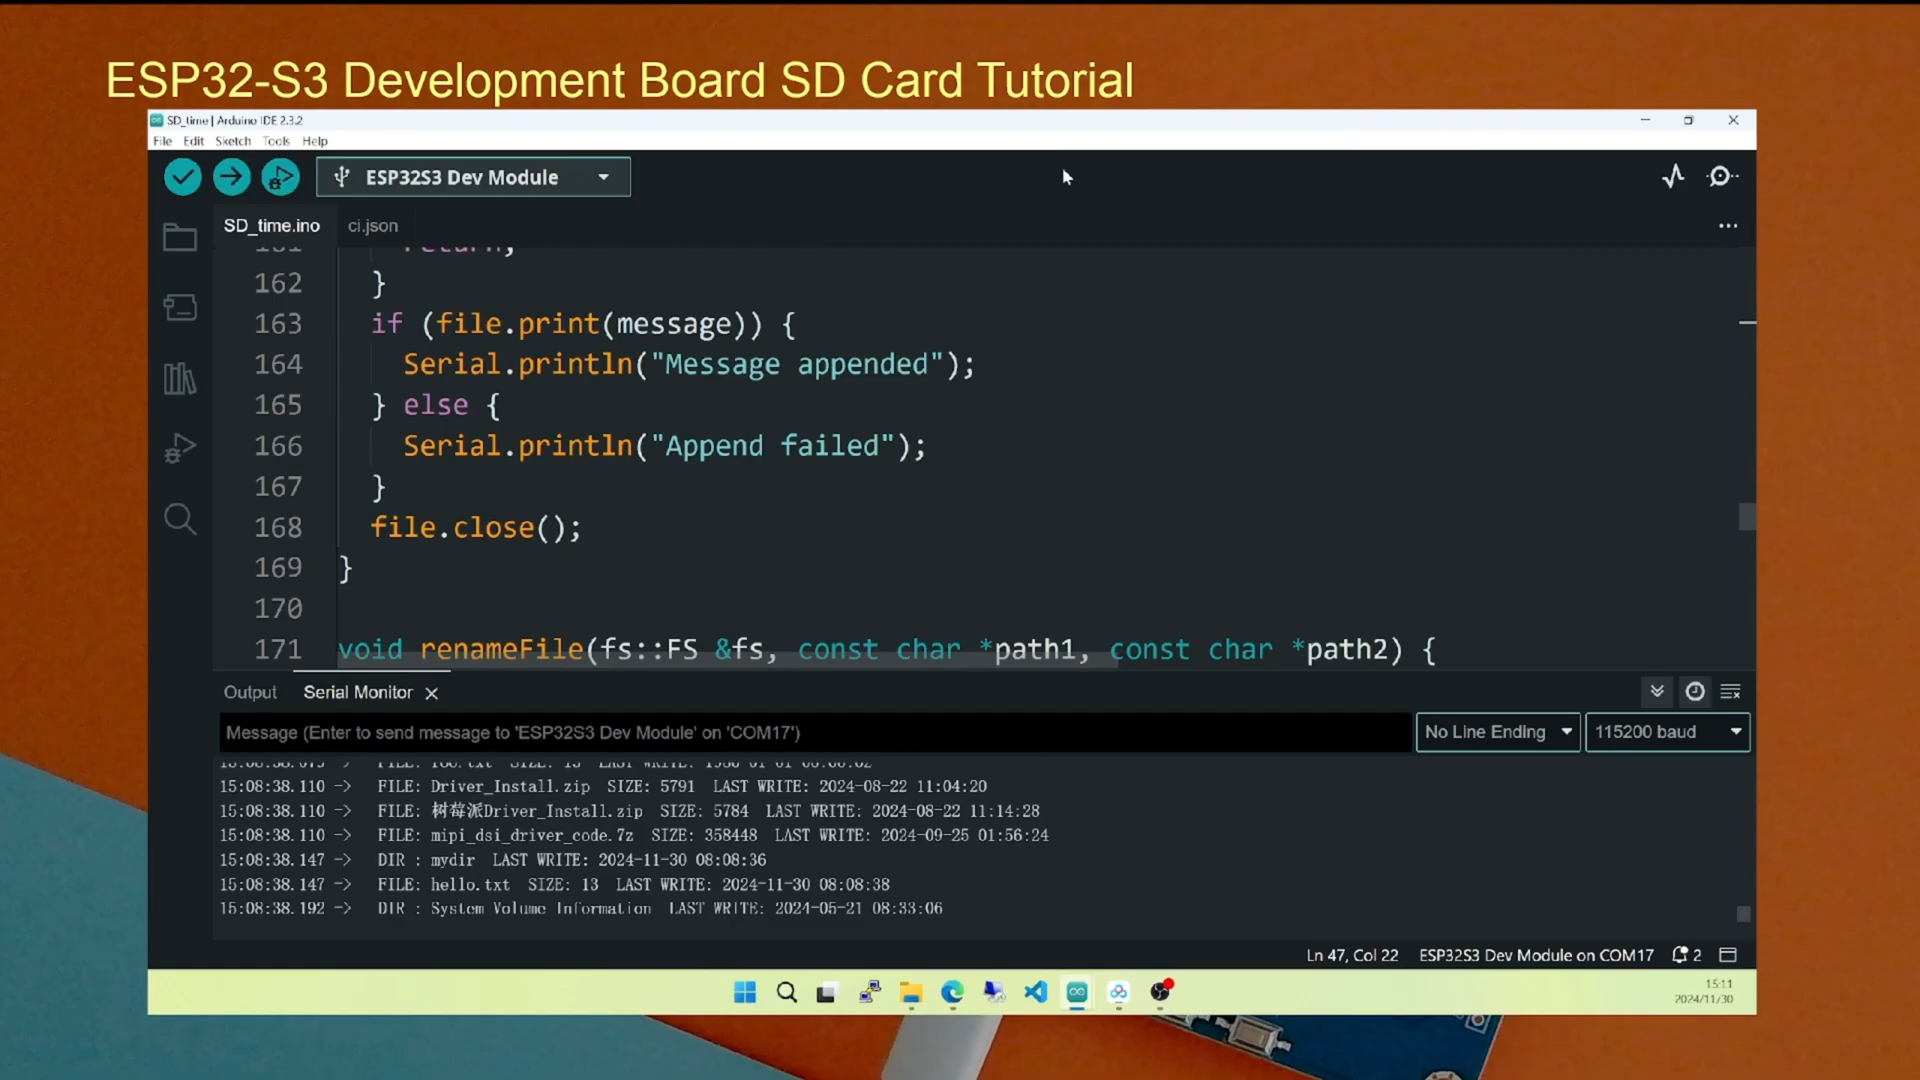 ESP32-S3 Development Board SD Card Tutorial
SD_time | Arduino IDE 2.3.2
File Edit Sketch Tools Help
ESP32S3 Dev Module
SD_time.ino ci.json
161 return;
162 }
163 if (file.print(message)) {
164 Serial.println("Message appended");
165 } else {
166 Serial.println("Append failed");
167 }
168 file.close();
169 }
170
171 void renameFile(fs::FS &fs, const char *path1, const char *path2) {
Output Serial Monitor
Message (Enter to send message to 'ESP32S3 Dev Module' on 'COM17')
No Line Ending 115200 baud
15:08:38.110 -> FILE: Driver_Install.zip SIZE: 5791 LAST WRITE: 2024-08-22 11:04:20
15:08:38.110 -> FILE: 树莓派Driver_Install.zip SIZE: 5784 LAST WRITE: 2024-08-22 11:14:28
15:08:38.110 -> FILE: mipi_dsi_driver_code.7z SIZE: 358448 LAST WRITE: 2024-09-25 01:56:24
15:08:38.147 -> DIR : mydir LAST WRITE: 2024-11-30 08:08:36
15:08:38.147 -> FILE: hello.txt SIZE: 13 LAST WRITE: 2024-11-30 08:08:38
15:08:38.192 -> DIR : System Volume Information LAST WRITE: 2024-05-21 08:33:06
Ln 47, Col 22 ESP32S3 Dev Module on COM17 2
15:11
2024/11/30